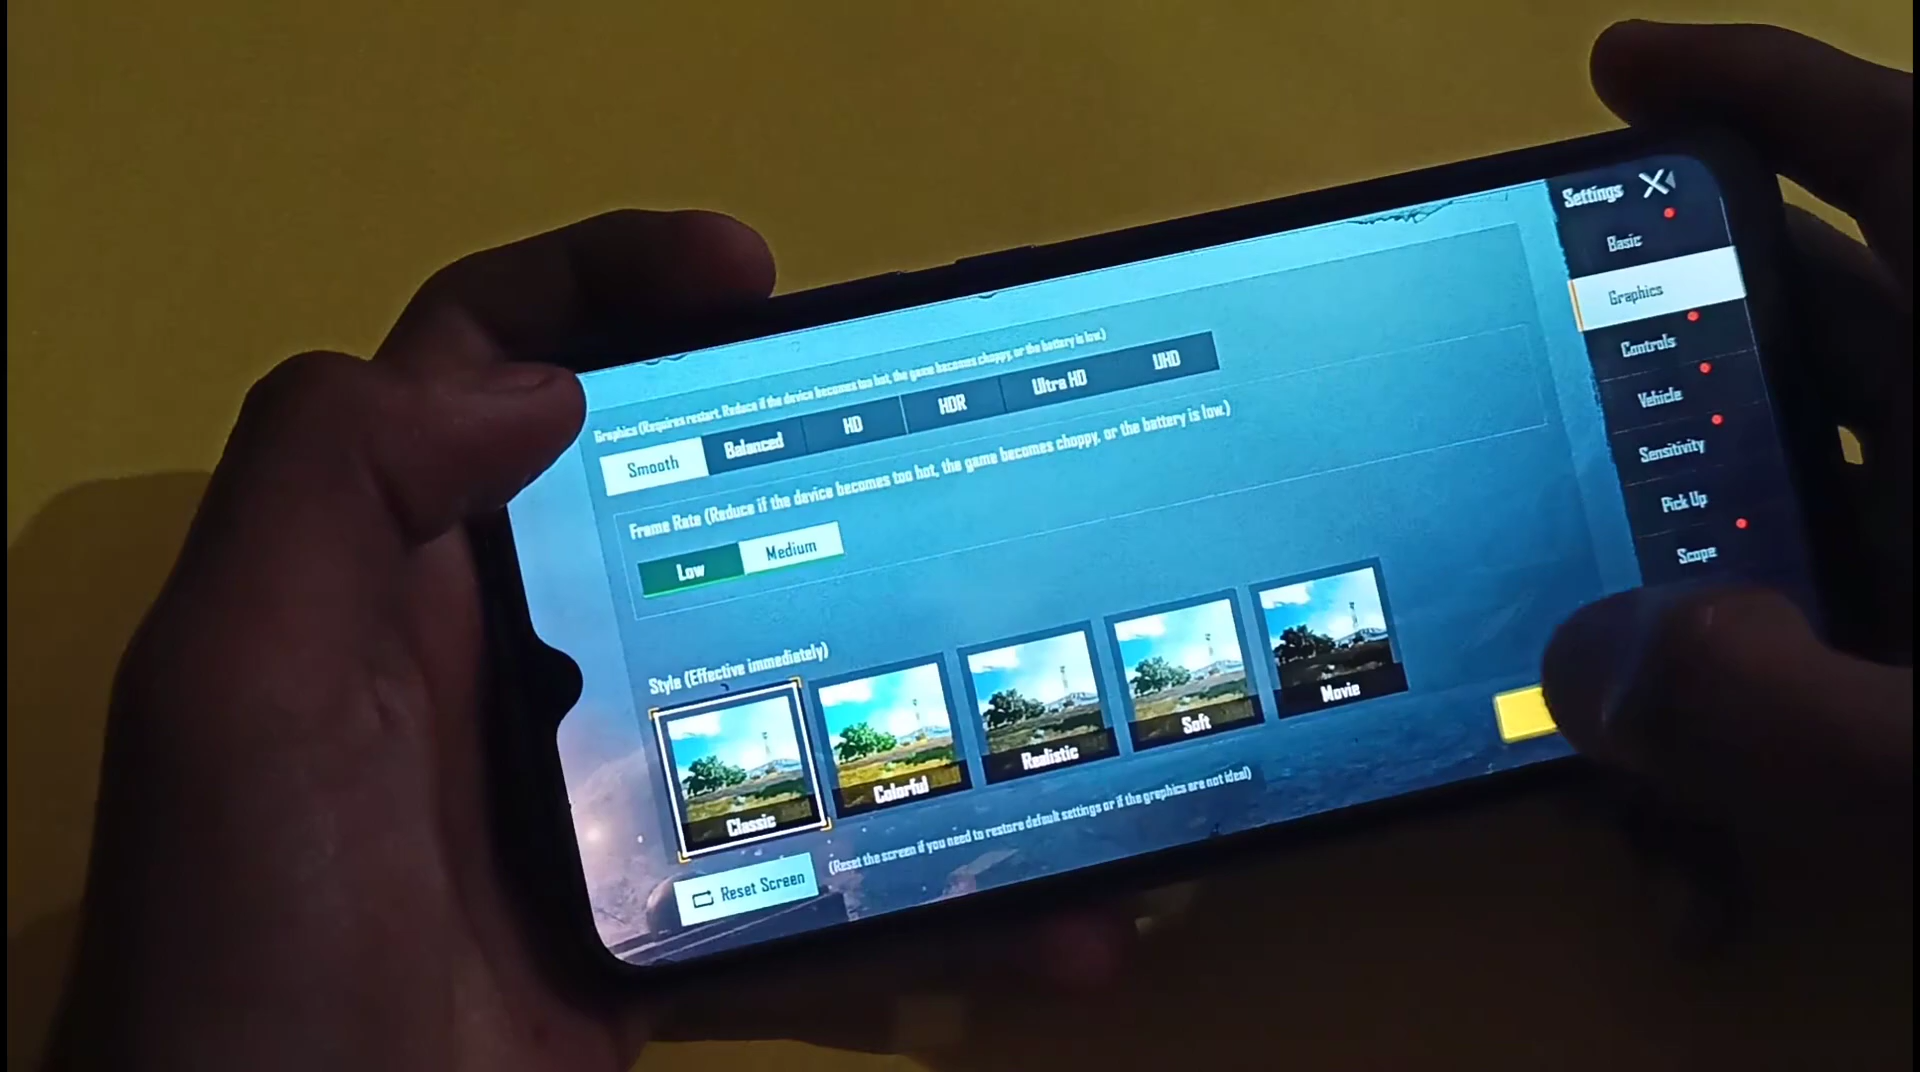 Settings
Basic
Graphics
Controls
Vehicle
Sensitivity
Pick Up
Scope
Graphics (Requires restart. Reduce if the device becomes too hot, the game becomes choppy, or the battery is low.)
Smooth Balanced HD HDR Ultra HD UHD
Frame Rate (Reduce if the device becomes too hot, the game becomes choppy, or the battery is low.)
Low Medium
Style (Effective immediately)
Classic Colorful Realistic Soft Movie
Reset Screen (Reset the screen if you need to restore default settings or if the graphics are not ideal)